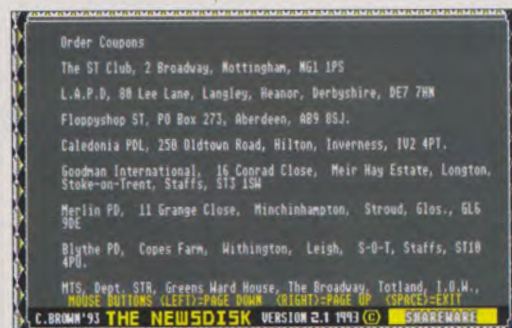 Order Coupons
The ST Club, 2 Broadway, Nottingham, NG1 1PS
L.A.P.D, 80 Lee Lane, Langley, Heanor, Derbyshire, DE7 7HN
Floppyshop ST, PO Box 273, Aberdeen, AB9 8SJ.
Caledonia PDL, 250 Oldtown Road, Hilton, Inverness, IV2 4PT.
Goodman International, 16 Conrad Close, Meir Hay Estate, Longton,
Stoke-on-Trent, Staffs, ST3 1SW
Merlin PD, 11 Grange Close, Minchinhampton, Stroud, Glos., GL6
9DE
Blythe PD, Copes Farm, Withington, Leigh, S-O-T, Staffs, ST10
4PU.
MTS, Dept. STR, Greens Ward House, The Broadway, Totland, I.O.W.,
MOUSE BUTTONS (LEFT)=PAGE DOWN (RIGHT)=PAGE UP (SPACE)=EXIT
C.BROWN'93 THE NEWSDISK VERSION 2.1 1993 © SHAREWARE